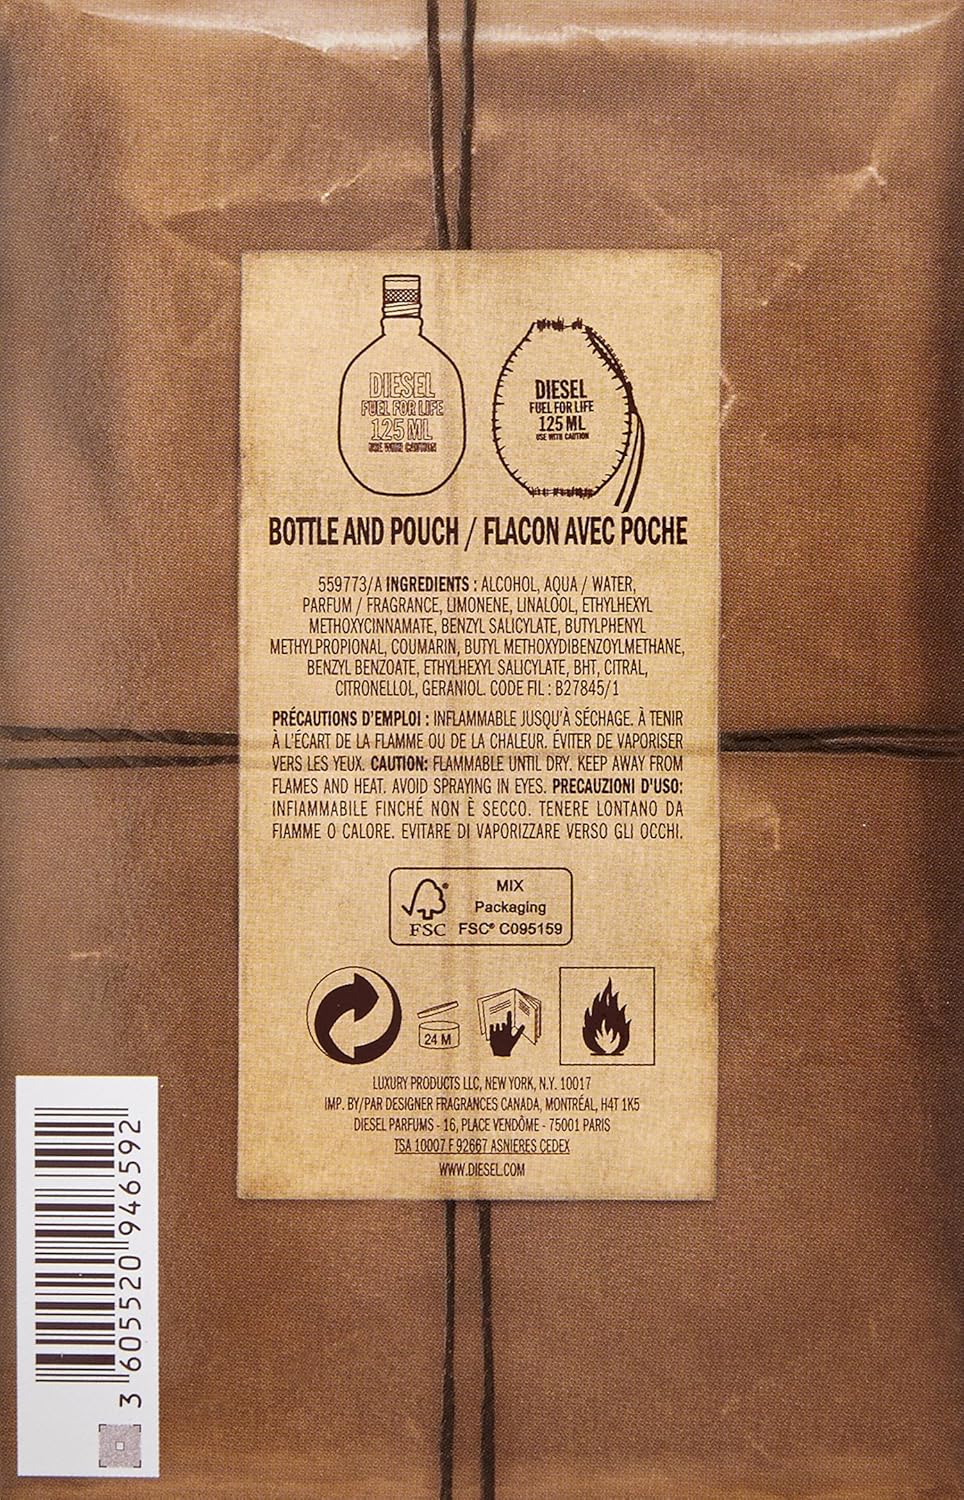 DIESEL
FUEL FOR LIFE
125 ML
USE WITH CAUTION
DIESEL
FUEL FOR LIFE
125 ML
USE WITH CAUTION
BOTTLE AND POUCH / FLACON AVEC POCHE
559773/A INGREDIENTS : ALCOHOL, AQUA / WATER,
PARFUM / FRAGRANCE, LIMONENE, LINALOOL, ETHYLHEXYL
METHOXYCINNAMATE, BENZYL SALICYLATE, BUTYLPHENYL
METHYLPROPIONAL, COUMARIN, BUTYL METHOXYDIBENZOYLMETHANE,
BENZYL BENZOATE, ETHYLHEXYL SALICYLATE, BHT, CITRAL,
CITRONELLOL, GERANIOL. CODE FIL : B27845/1
PRÉCAUTIONS D'EMPLOI : INFLAMMABLE JUSQU'À SÉCHAGE. À TENIR
À L'ÉCART DE LA FLAMME OU DE LA CHALEUR. ÉVITER DE VAPORISER
VERS LES YEUX. CAUTION: FLAMMABLE UNTIL DRY. KEEP AWAY FROM
FLAMES AND HEAT. AVOID SPRAYING IN EYES. PRECAUZIONI D'USO:
INFIAMMABILE FINCHÉ NON È SECCO. TENERE LONTANO DA
FIAMME O CALORE. EVITARE DI VAPORIZZARE VERSO GLI OCCHI.
MIX
Packaging
FSC FSC® C095159
24 M
LUXURY PRODUCTS LLC, NEW YORK, N.Y. 10017
IMP. BY/PAR DESIGNER FRAGRANCES CANADA, MONTRÉAL, H4T 1K5
DIESEL PARFUMS - 16, PLACE VENDÔME - 75001 PARIS
TSA 10007 F 92667 ASNIERES CEDEX
WWW.DIESEL.COM
3 605520 946592